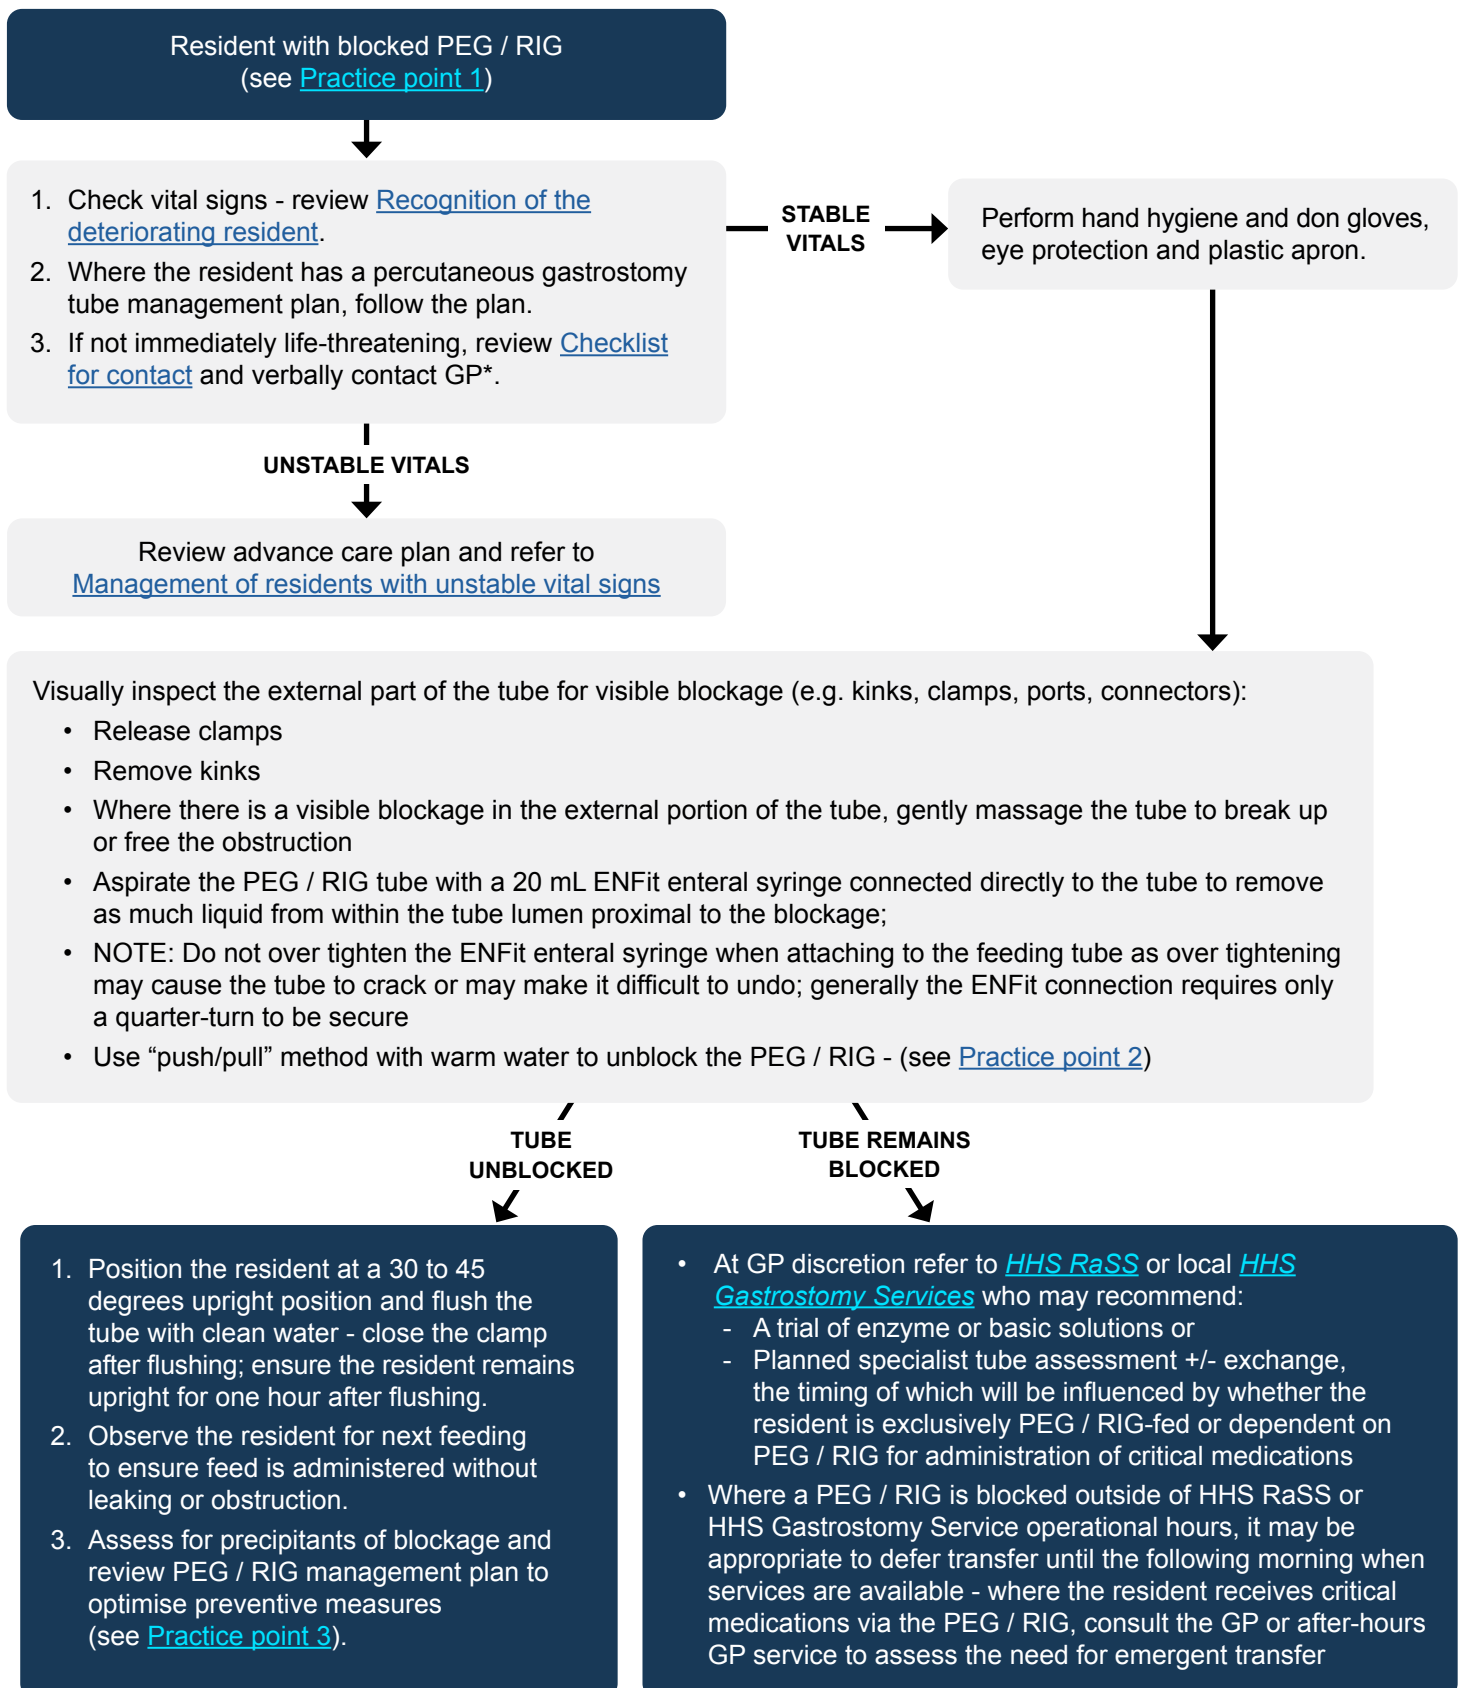 Resident with blocked PEG / RIG
(see Practice point 1)
1. Check vital signs - review Recognition of the
deteriorating resident.
2. Where the resident has a percutaneous gastrostomy
tube management plan, follow the plan.
3. If not immediately life-threatening, review Checklist
for contact and verbally contact GP*.
STABLE
VITALS
Perform hand hygiene and don gloves,
eye protection and plastic apron.
UNSTABLE VITALS
Review advance care plan and refer to
Management of residents with unstable vital signs
Visually inspect the external part of the tube for visible blockage (e.g. kinks, clamps, ports, connectors):
• Release clamps
• Remove kinks
• Where there is a visible blockage in the external portion of the tube, gently massage the tube to break up
or free the obstruction
• Aspirate the PEG / RIG tube with a 20 mL ENFit enteral syringe connected directly to the tube to remove
as much liquid from within the tube lumen proximal to the blockage;
• NOTE: Do not over tighten the ENFit enteral syringe when attaching to the feeding tube as over tightening
may cause the tube to crack or may make it difficult to undo; generally the ENFit connection requires only
a quarter-turn to be secure
• Use “push/pull” method with warm water to unblock the PEG / RIG - (see Practice point 2)
TUBE
UNBLOCKED
TUBE REMAINS
BLOCKED
1. Position the resident at a 30 to 45
degrees upright position and flush the
tube with clean water - close the clamp
after flushing; ensure the resident remains
upright for one hour after flushing.
2. Observe the resident for next feeding
to ensure feed is administered without
leaking or obstruction.
3. Assess for precipitants of blockage and
review PEG / RIG management plan to
optimise preventive measures
(see Practice point 3).
• At GP discretion refer to HHS RaSS or local HHS
Gastrostomy Services who may recommend:
- A trial of enzyme or basic solutions or
- Planned specialist tube assessment +/- exchange,
the timing of which will be influenced by whether the
resident is exclusively PEG / RIG-fed or dependent on
PEG / RIG for administration of critical medications
• Where a PEG / RIG is blocked outside of HHS RaSS or
HHS Gastrostomy Service operational hours, it may be
appropriate to defer transfer until the following morning when
services are available - where the resident receives critical
medications via the PEG / RIG, consult the GP or after-hours
GP service to assess the need for emergent transfer